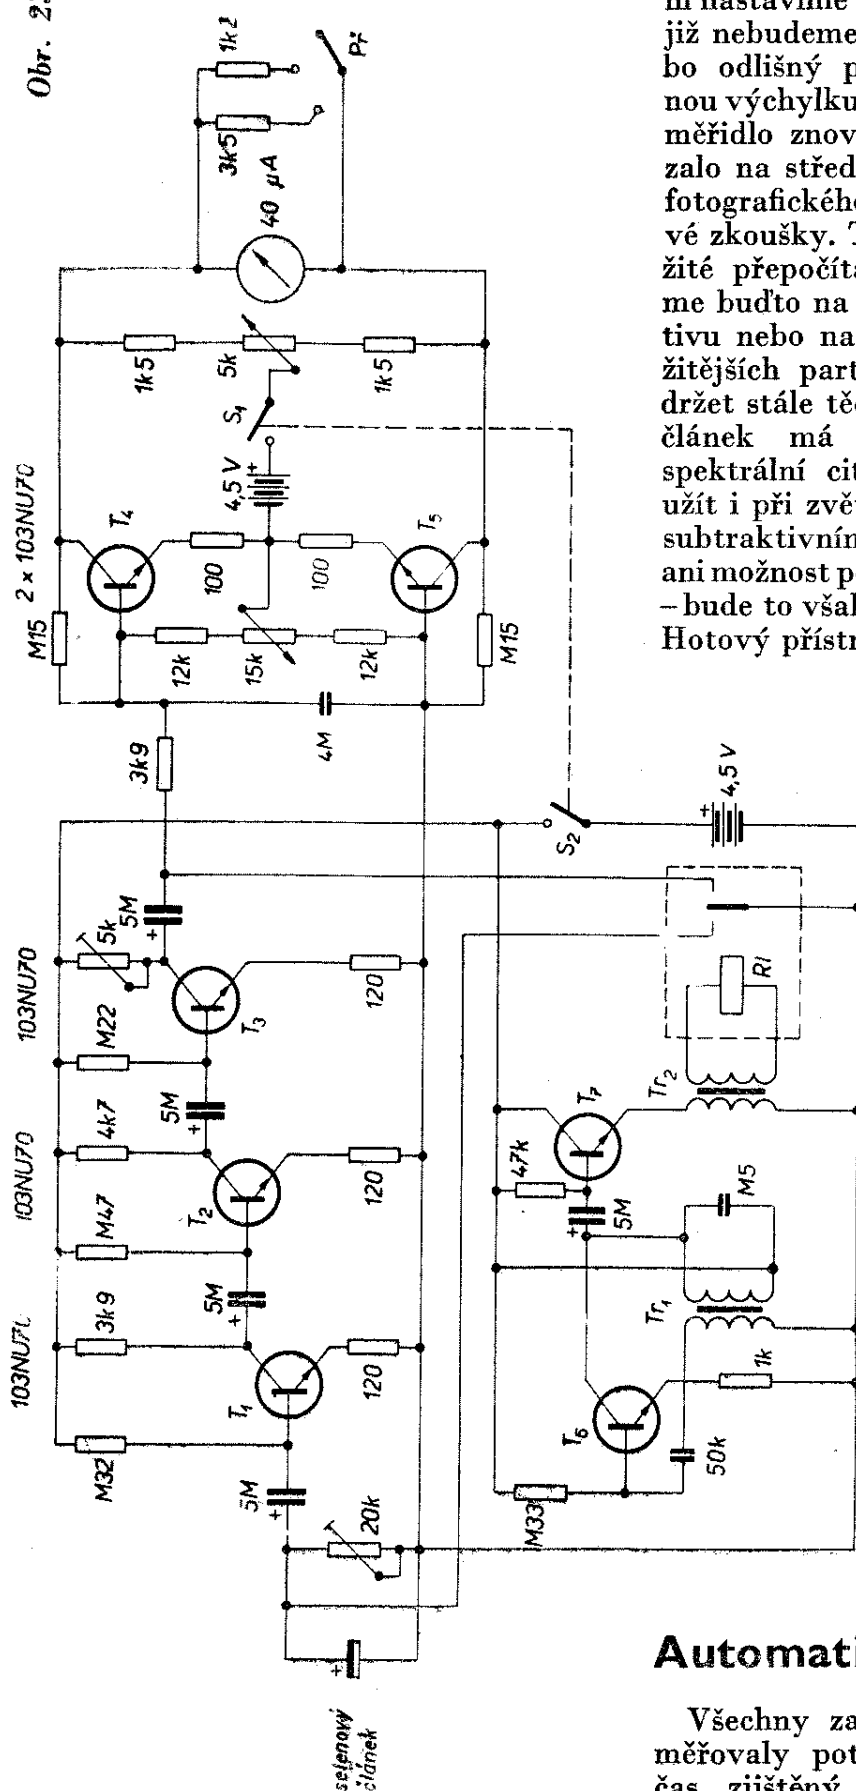 Obr. 2
1k2
Př
3k5
40 μA
1k5
5k
1k5
S₁
4,5 V
+
2 x 103NU70
T₄
T₅
100
100
M15
12k
15k
12k
M15
4M
3k9
S₂
4,5 V
+
103NU70
5k
5M
+
M22
T₃
120
103NU70
4k7
5M
+
M47
T₂
120
103NU70
3k9
5M
+
M32
T₁
120
5M
+
20k
+
selenový
článek
Rl
Tr₂
T₇
47k
5M
+
M5
Tr₁
1k
T₆
50k
M33
m nastavíme
již nebudeme
bo odlišný p
nou výchylku
měřidlo znov
zalo na střed
fotografického
vé zkoušky. T
žité přepočíta
me buďto na
tivu nebo na
žitějších part
držet stále tě
článek má
spektrální cit
užít i při zvě
subtraktivním
ani možnost p
– bude to však
Hotový přístr
Automati
Všechny za
měřovaly pot
čas, zjištěný